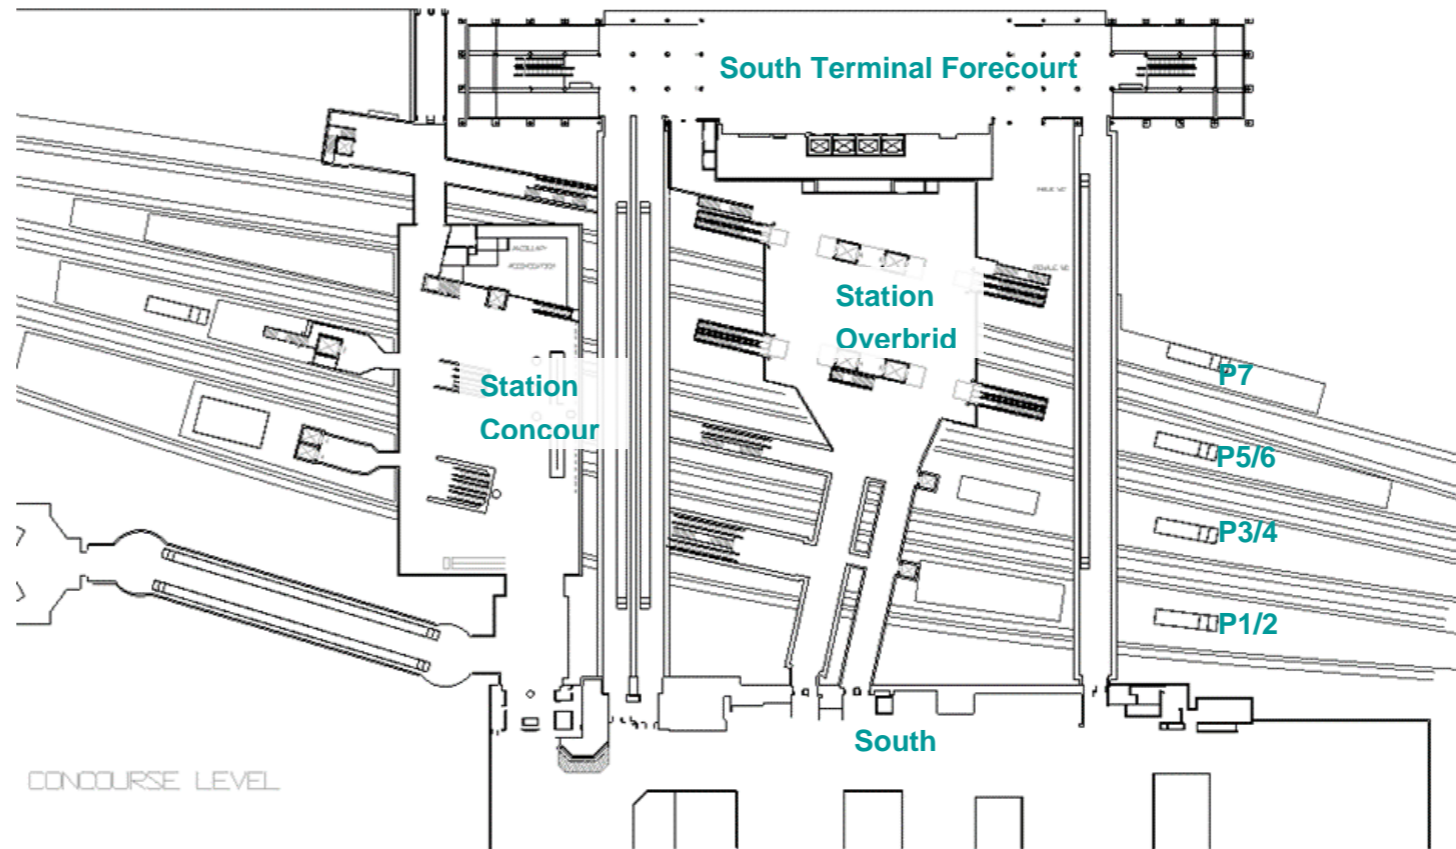 South Terminal Forecourt
Station
Overbrid
Station
Concour
P7
P5/6
P3/4
P1/2
South
CONCOURSE LEVEL